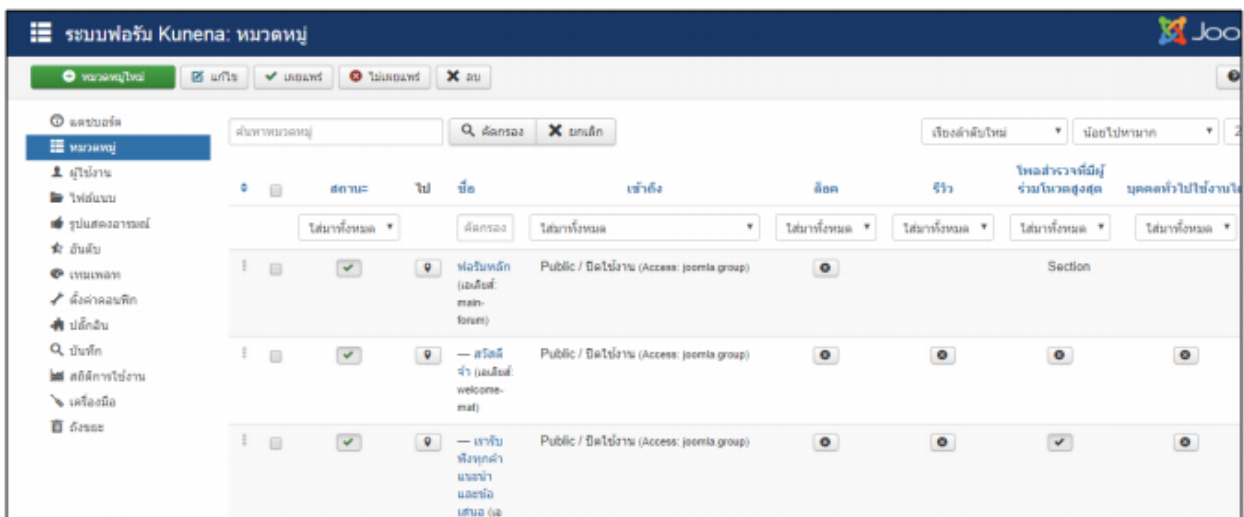 ระบบฟอรัม Kunena: หมวดหมู่
Joo
หมวดหมู่ใหม่ แก้ไข เผยแพร่ ไม่เผยแพร่ ลบ
แดชบอร์ด
ค้นหาหมวดหมู่ คัดกรอง ยกเลิก เรียงลำดับใหม่ น้อยไปหามาก 2
หมวดหมู่
ผู้ใช้งาน
ไฟล์แนบ
รูปแสดงอารมณ์
อันดับ
เทมเพลท
ตั้งค่าคอนฟิก
ปลั๊กอิน
บันทึก
สถิติการใช้งาน
เครื่องมือ
ถังขยะ
โพลสำรวจที่มีผู้
สถานะ ไป ชื่อ เข้าถึง ล็อค รีวิว ร่วมโหวตสูงสุด บุคคลทั่วไปใช้งานได
ใส่มาทั้งหมด คัดกรอง ใส่มาทั้งหมด ใส่มาทั้งหมด ใส่มาทั้งหมด ใส่มาทั้งหมด ใส่มาทั้งหมด
ฟอรัมหลัก Public / ปิดใช้งาน (Access: joomla group) Section
(เอเลียส์:
main-
forum)
— สวัสดี Public / ปิดใช้งาน (Access: joomla group)
จ้า (เอเลียส์:
welcome-
mat)
— เรารับ Public / ปิดใช้งาน (Access: joomla group)
ฟังทุกคำ
แนะนำ
และข้อ
เสนอ (เอ